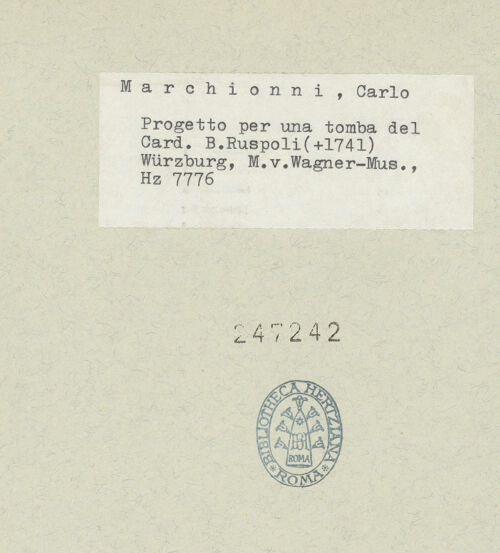 M a r c h i o n n i , Carlo
Progetto per una tomba del
Card. B.Ruspoli(+1741)
Würzburg, M.v.Wagner-Mus.,
Hz 7776
247242
*BIBLIOTHECA HERTZIANA*
BH
ROMA
ROMA